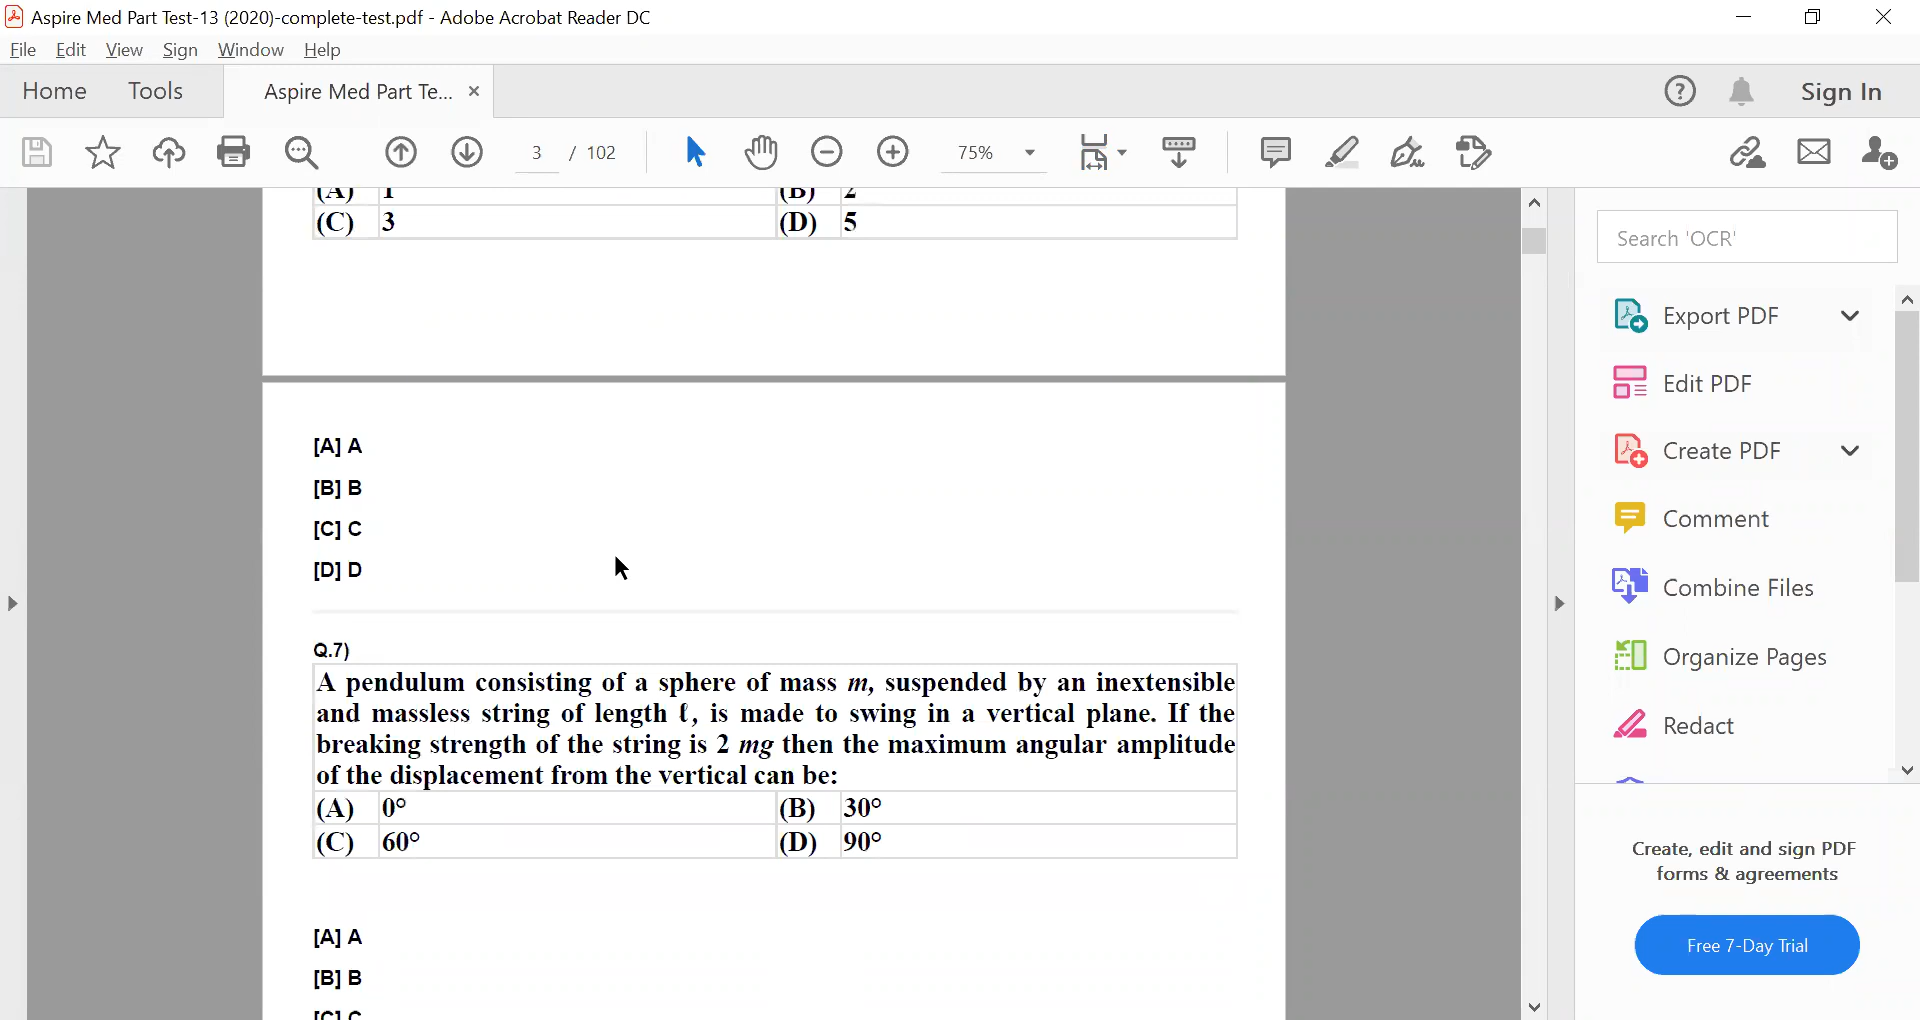 Aspire Med Part Test-13 (2020)-complete-test.pdf - Adobe Acrobat Reader DC
File Edit View Sign Window Help
Home Tools Aspire Med Part Te... × Sign In
3 / 102 75%
(A) 1 (B) 2
(C) 3 (D) 5
[A] A
[B] B
[C] C
[D] D
Q.7)
A pendulum consisting of a sphere of mass m, suspended by an inextensible
and massless string of length ℓ, is made to swing in a vertical plane. If the
breaking strength of the string is 2 mg then the maximum angular amplitude
of the displacement from the vertical can be:
(A) 0° (B) 30°
(C) 60° (D) 90°
[A] A
[B] B
[C] C
Search 'OCR'
Export PDF
Edit PDF
Create PDF
Comment
Combine Files
Organize Pages
Redact
Create, edit and sign PDF
forms & agreements
Free 7-Day Trial